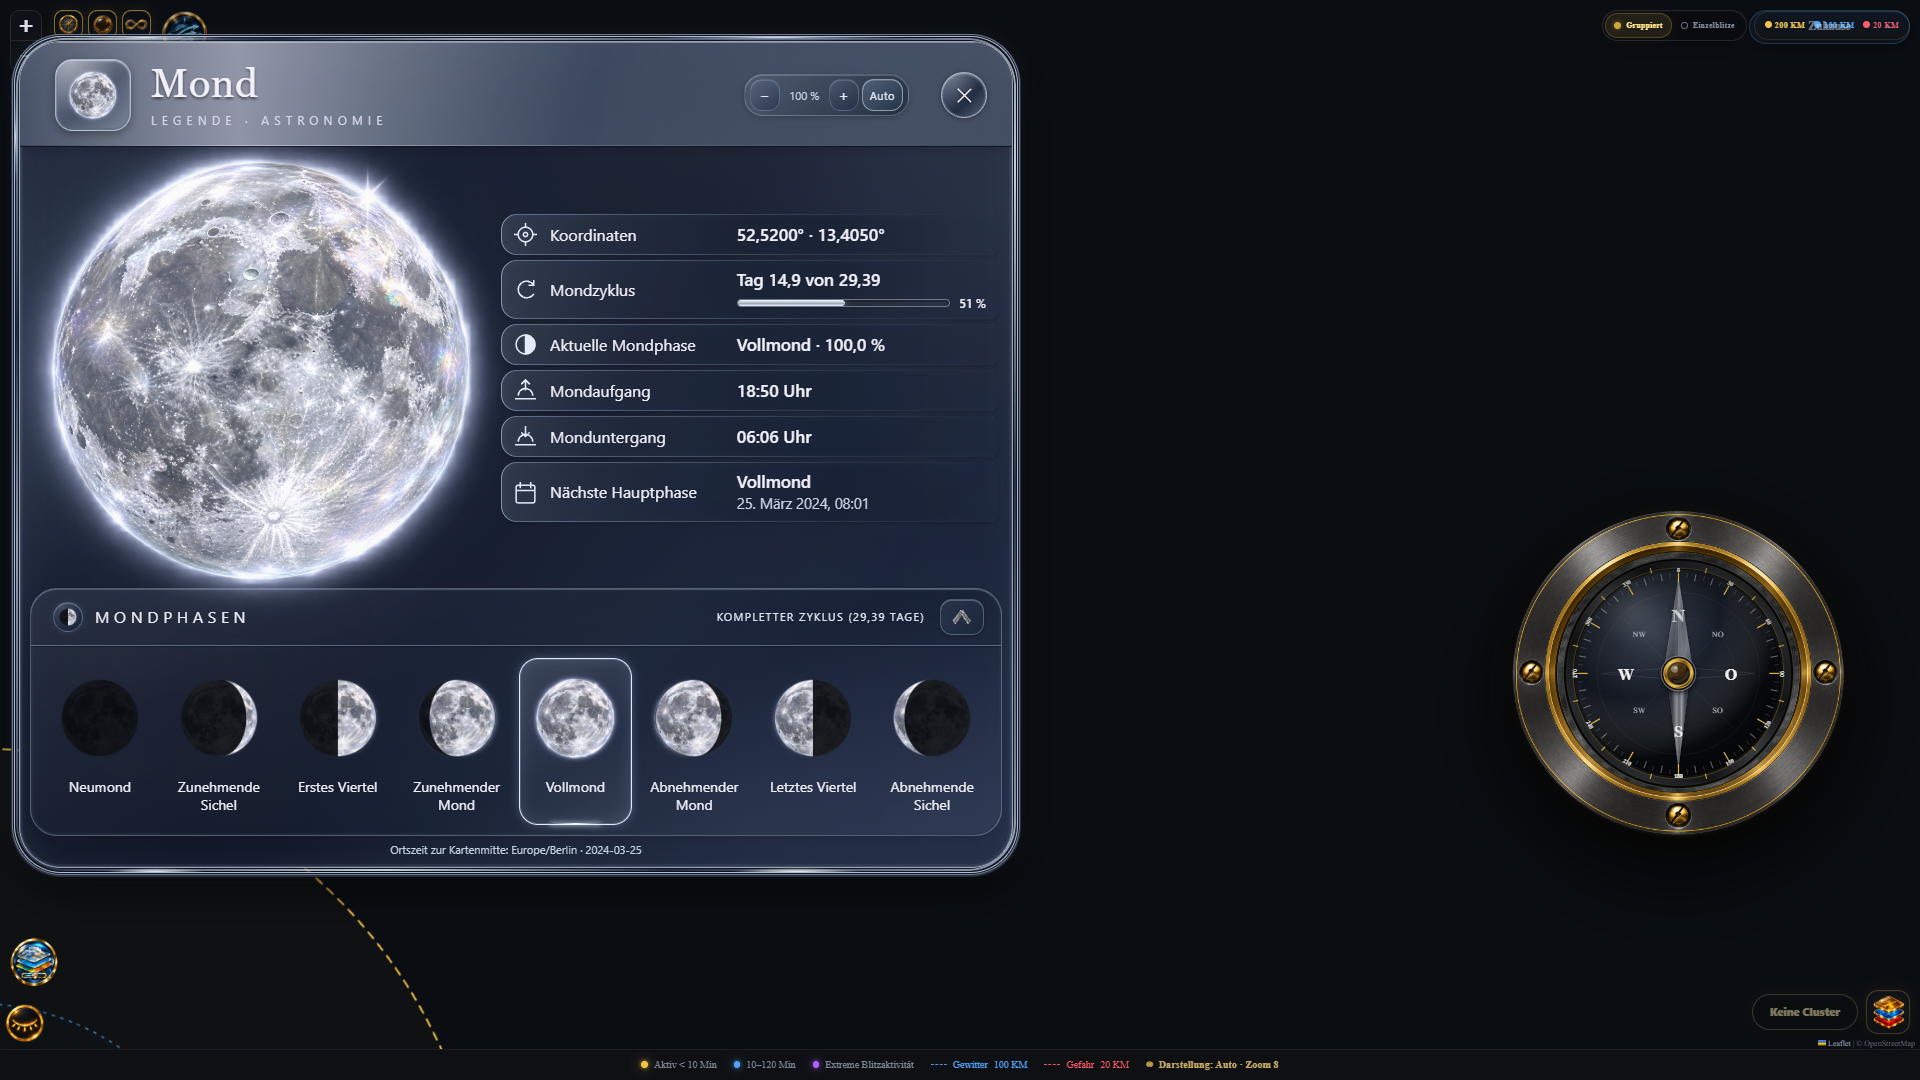 +
Gruppiert
Einzelblitze
200 KM
20 KM
Mond
LEGENDE · ASTRONOMIE
− 100 % + Auto
Koordinaten 52,5200° · 13,4050°
Mondzyklus Tag 14,9 von 29,39
51 %
Aktuelle Mondphase Vollmond · 100,0 %
Mondaufgang 18:50 Uhr
Monduntergang 06:06 Uhr
Nächste Hauptphase Vollmond
25. März 2024, 08:01
MONDPHASEN
KOMPLETTER ZYKLUS (29,39 TAGE)
Neumond
Zunehmende
Sichel
Erstes Viertel
Zunehmender
Mond
Vollmond
Abnehmender
Mond
Letztes Viertel
Abnehmende
Sichel
Ortszeit zur Kartenmitte: Europe/Berlin · 2024-03-25
N
NW
NO
W
O
SW
SO
S
Keine Cluster
Leaflet | © OpenStreetMap
Aktiv < 10 Min
10–120 Min
Extreme Blitzaktivität
Gewitter 100 KM
Gefahr 20 KM
Darstellung: Auto · Zoom 8